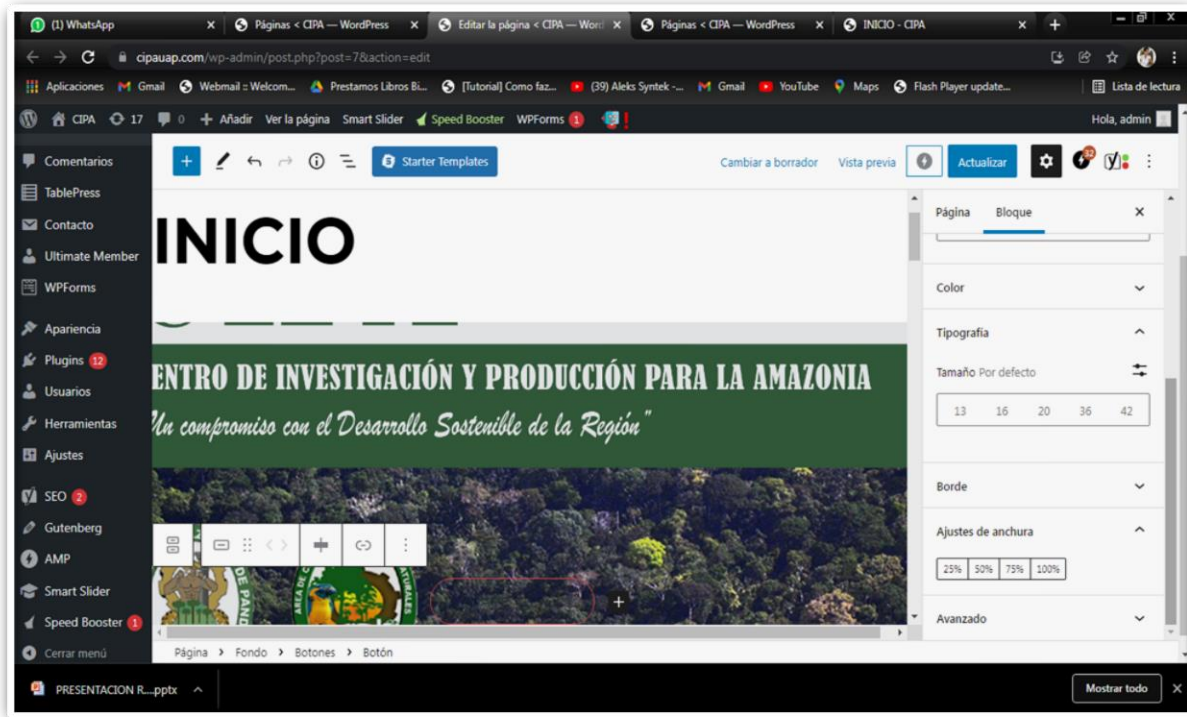 (1) WhatsApp
Páginas < CIPA — WordPress
Editar la página < CIPA — Word
Páginas < CIPA — WordPress
INICIO - CIPA
cipauap.com/wp-admin/post.php?post=7&action=edit
Aplicaciones
Gmail
Webmail :: Welcom...
Prestamos Libros Bi...
[Tutorial] Como faz...
(39) Aleks Syntek -...
Gmail
YouTube
Maps
Flash Player update...
Lista de lectura
CIPA
17
0
Añadir
Ver la página
Smart Slider
Speed Booster
WPForms 1
Hola, admin
Comentarios
TablePress
Contacto
Ultimate Member
WPForms
Apariencia
Plugins 12
Usuarios
Herramientas
Ajustes
SEO 2
Gutenberg
AMP
Smart Slider
Speed Booster 1
Cerrar menú
Starter Templates
Cambiar a borrador
Vista previa
Actualizar
INICIO
ENTRO DE INVESTIGACIÓN Y PRODUCCIÓN PARA LA AMAZONIA
Un compromiso con el Desarrollo Sostenible de la Región"
DE PAND
AREA DE C
NATURALES
Página > Fondo > Botones > Botón
Página
Bloque
Color
Tipografía
Tamaño Por defecto
13 16 20 36 42
Borde
Ajustes de anchura
25% 50% 75% 100%
Avanzado
PRESENTACION R....pptx
Mostrar todo